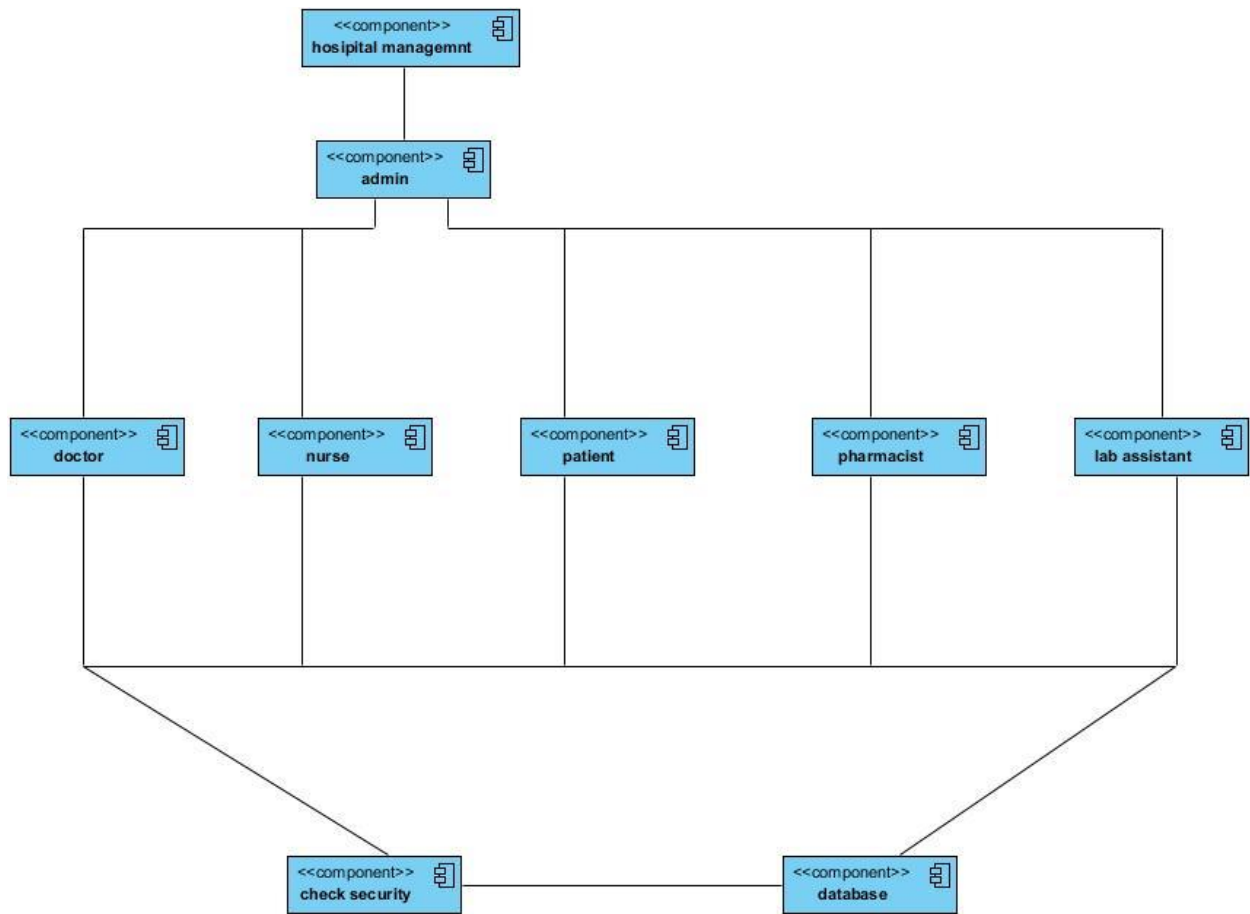 <<component>>
hosipital managemnt
<<component>>
admin
<<component>>
doctor
<<component>>
nurse
<<component>>
patient
<<component>>
pharmacist
<<component>>
lab assistant
<<component>>
check security
<<component>>
database